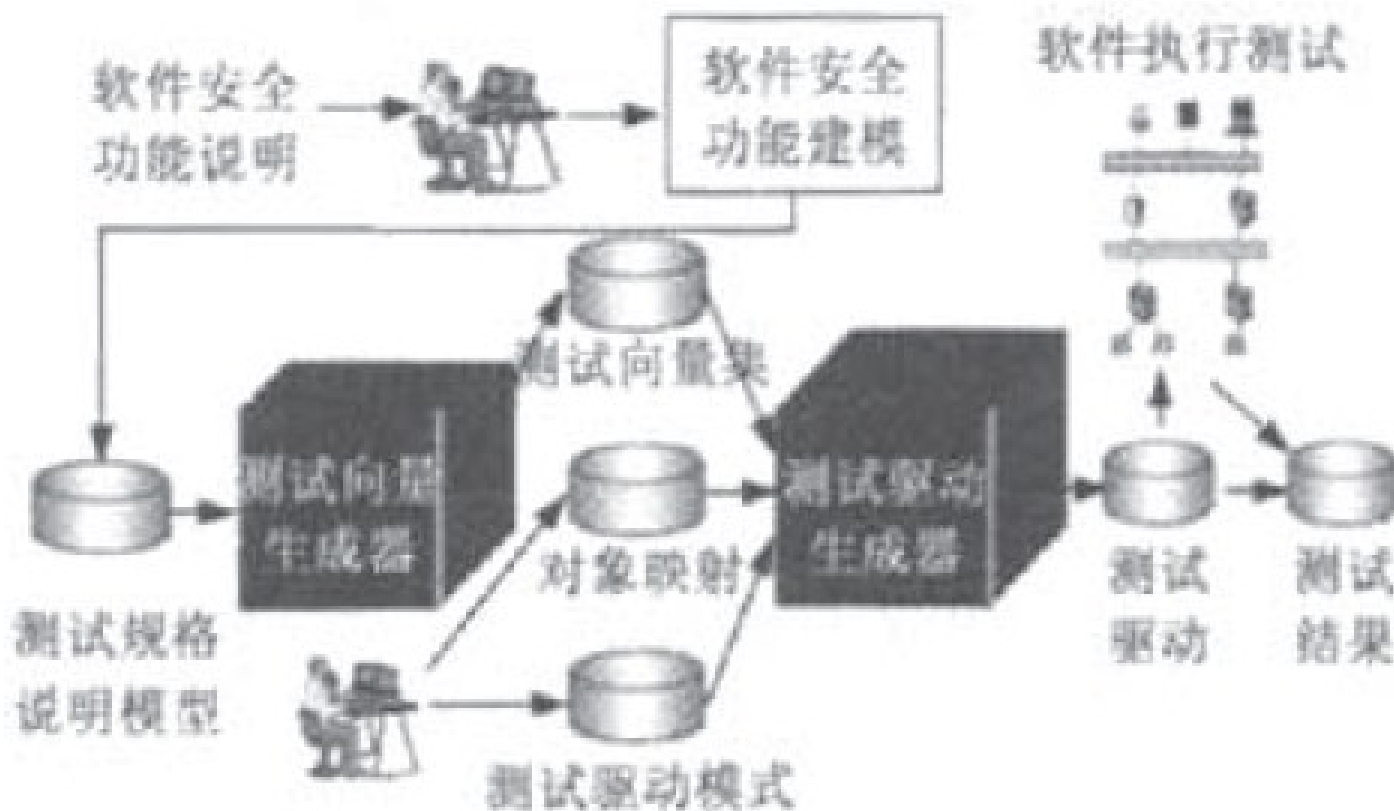 软件安全
功能说明
软件安全
功能建模
软件执行测试
测试向量集
测试向量
生成器
对象映射
测试驱动
生成器
测试规格
说明模型
测试驱动模式
测试
驱动
测试
结果